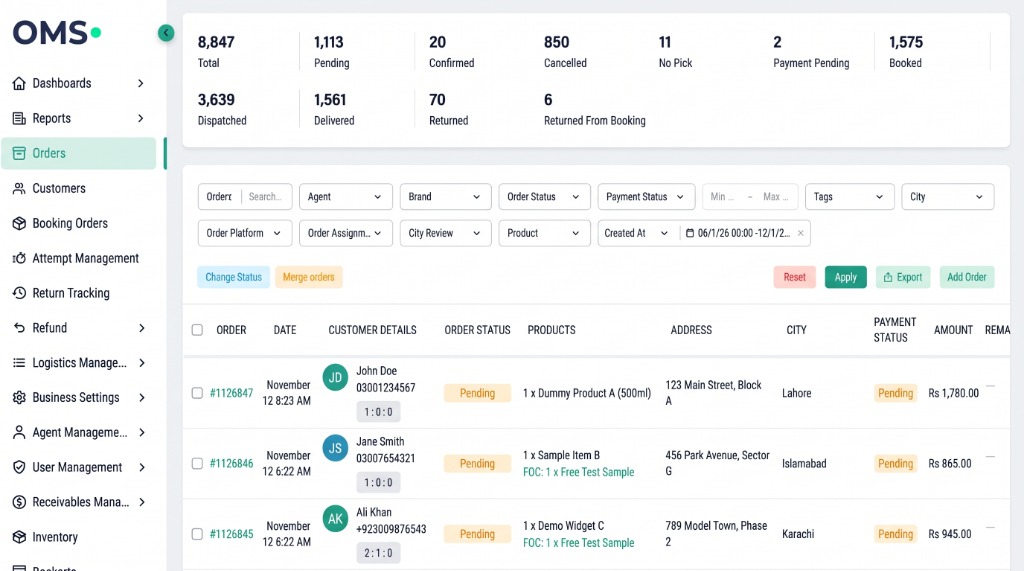 OMS
Dashboards
Reports
Orders
Customers
Booking Orders
Attempt Management
Return Tracking
Refund
Logistics Manage...
Business Settings
Agent Manageme...
User Management
Receivables Mana...
Inventory
8,847
Total
1,113
Pending
20
Confirmed
850
Cancelled
11
No Pick
2
Payment Pending
1,575
Booked
3,639
Dispatched
1,561
Delivered
70
Returned
6
Returned From Booking
Order: Search... Agent Brand Order Status Payment Status Min ... - Max ... Tags City
Order Platform Order Assignm... City Review Product Created At 06/1/26 00:00 -12/1/2... ×
Change Status Merge orders Reset Apply Export Add Order
ORDER DATE CUSTOMER DETAILS ORDER STATUS PRODUCTS ADDRESS CITY PAYMENT STATUS AMOUNT REMA
#1126847
November
12 8:23 AM
JD
John Doe
03001234567
1 : 0 : 0
Pending
1 x Dummy Product A (500ml)
123 Main Street, Block
A
Lahore
Pending
Rs 1,780.00
—
#1126846
November
12 6:22 AM
JS
Jane Smith
03007654321
1 : 0 : 0
Pending
1 x Sample Item B
FOC: 1 x Free Test Sample
456 Park Avenue, Sector
G
Islamabad
Pending
Rs 865.00
—
#1126845
November
12 6:22 AM
AK
Ali Khan
+923009876543
2 : 1 : 0
Pending
1 x Demo Widget C
FOC: 1 x Free Test Sample
789 Model Town, Phase
2
Karachi
Pending
Rs 945.00
—